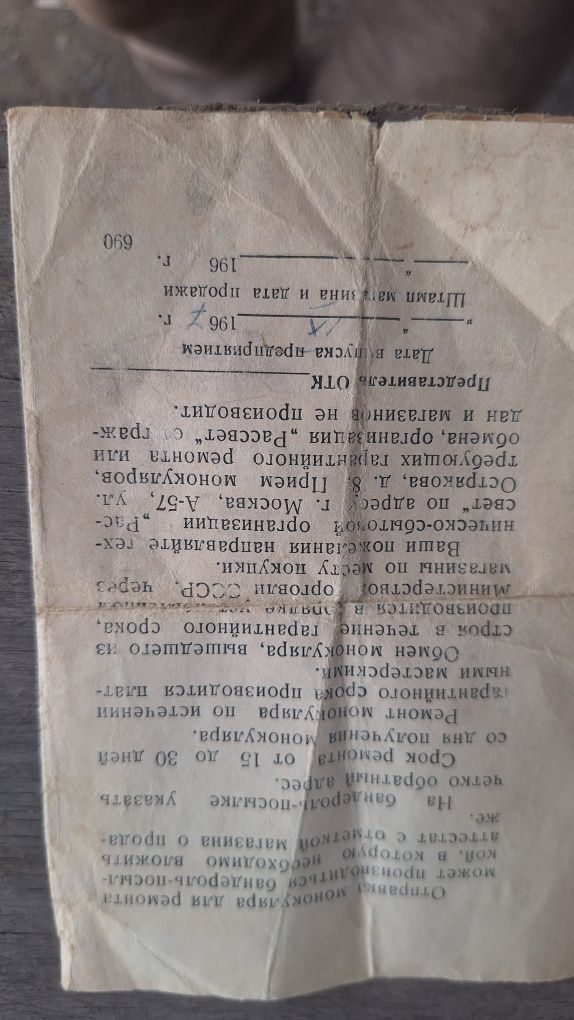 Отправка монокуляра для ремонта
может производиться бандероль-посыл-
кой, в которую необходимо вложить
аттестат с отметкой магазина о прода-
же.
На бандероль-посылке указать
четко обратный адрес.
Срок ремонта от 15 до 30 дней
со дня получения монокуляра.
Ремонт монокуляра по истечении
гарантийного срока производится плат-
ными мастерскими.
Обмен монокуляра, вышедшего из
строя в течение гарантийного срока,
производится в порядке,
Министерством торговли СССР, через
магазины по месту покупки.
Ваши пожелания направляйте тех-
ническо-сбытовой организации „Рас-
свет" по адресу: г. Москва, А-57, ул.
Острякова, д. 8. Прием монокуляров,
требующих гарантийного ремонта или
обмена, организация „Рассвет" от граж-
дан и магазинов не производит.
Представитель ОТК
Дата выпуска предприятием
„ " IX 1967 г.
Штамп магазина и дата продажи
„ 196 г.
690